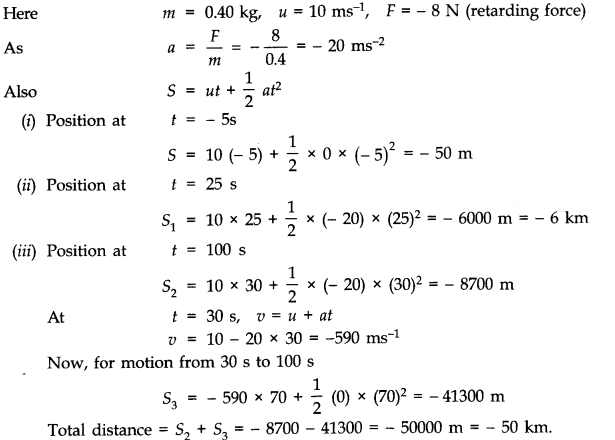 Here m = 0.40 kg, u = 10 ms⁻¹, F = – 8 N (retarding force)
As a = F/m = – 8/0.4 = – 20 ms⁻²
Also S = ut + 1/2 at²
(i) Position at t = – 5s
S = 10 (– 5) + 1/2 × 0 × (– 5)² = – 50 m
(ii) Position at t = 25 s
S₁ = 10 × 25 + 1/2 × (– 20) × (25)² = – 6000 m = – 6 km
(iii) Position at t = 100 s
S₂ = 10 × 30 + 1/2 × (– 20) × (30)² = – 8700 m
At t = 30 s, v = u + at
v = 10 – 20 × 30 = –590 ms⁻¹
Now, for motion from 30 s to 100 s
S₃ = – 590 × 70 + 1/2 (0) × (70)² = – 41300 m
Total distance = S₂ + S₃ = – 8700 – 41300 = – 50000 m = – 50 km.